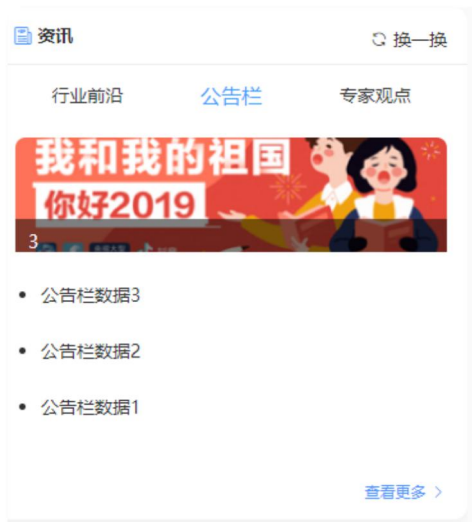 资讯
换一换
行业前沿 公告栏 专家观点
我和我的祖国
你好2019
3
公告栏数据3
公告栏数据2
公告栏数据1
查看更多